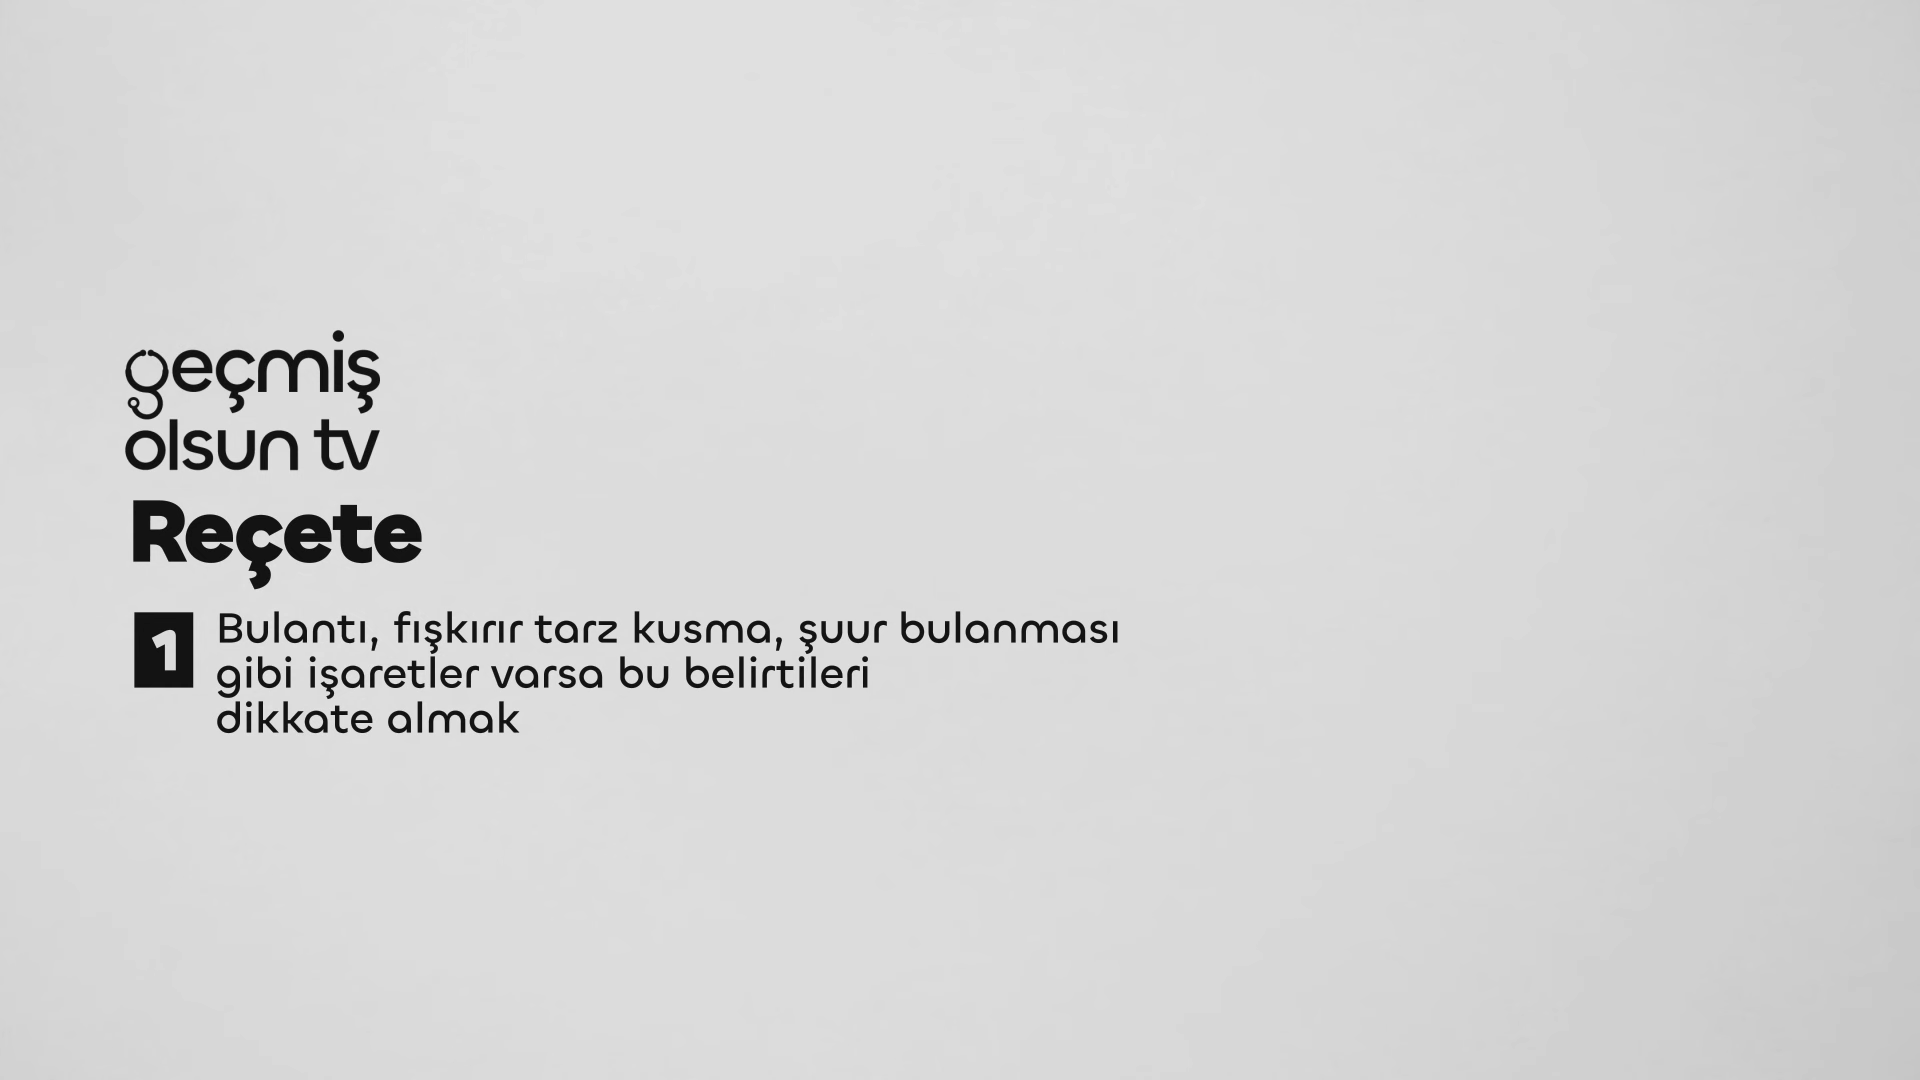 geçmiş
olsun tv
Reçete
1 Bulantı, fışkırır tarz kusma, şuur bulanması
gibi işaretler varsa bu belirtileri
dikkate almak